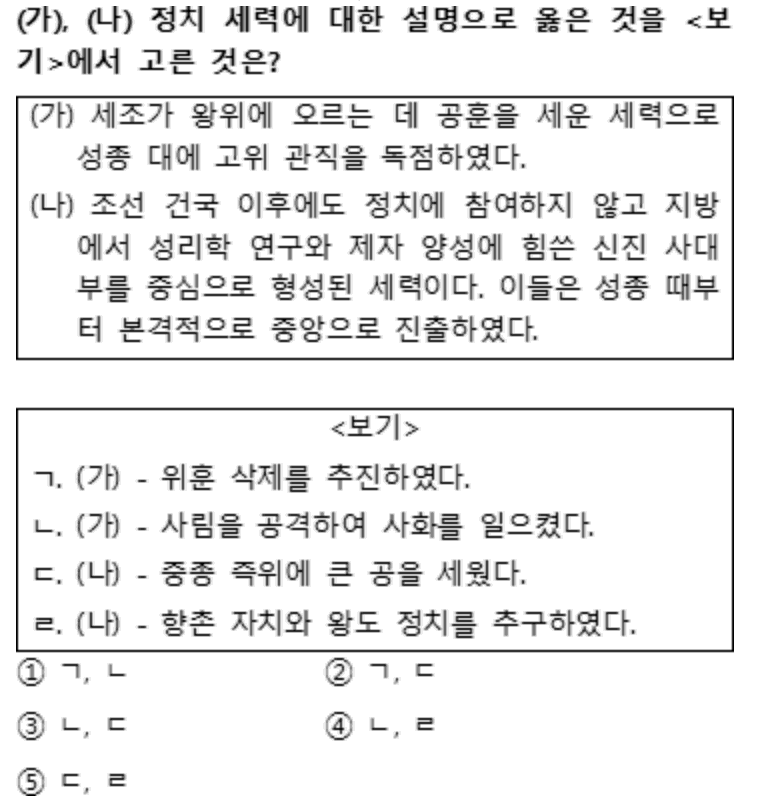 (가), (나) 정치 세력에 대한 설명으로 옳은 것을 <보
기>에서 고른 것은?
(가) 세조가 왕위에 오르는 데 공훈을 세운 세력으로
성종 대에 고위 관직을 독점하였다.
(나) 조선 건국 이후에도 정치에 참여하지 않고 지방
에서 성리학 연구와 제자 양성에 힘쓴 신진 사대
부를 중심으로 형성된 세력이다. 이들은 성종 때부
터 본격적으로 중앙으로 진출하였다.
<보기>
ㄱ. (가) - 위훈 삭제를 추진하였다.
ㄴ. (가) - 사림을 공격하여 사화를 일으켰다.
ㄷ. (나) - 중종 즉위에 큰 공을 세웠다.
ㄹ. (나) - 향촌 자치와 왕도 정치를 추구하였다.
① ㄱ, ㄴ ② ㄱ, ㄷ
③ ㄴ, ㄷ ④ ㄴ, ㄹ
⑤ ㄷ, ㄹ